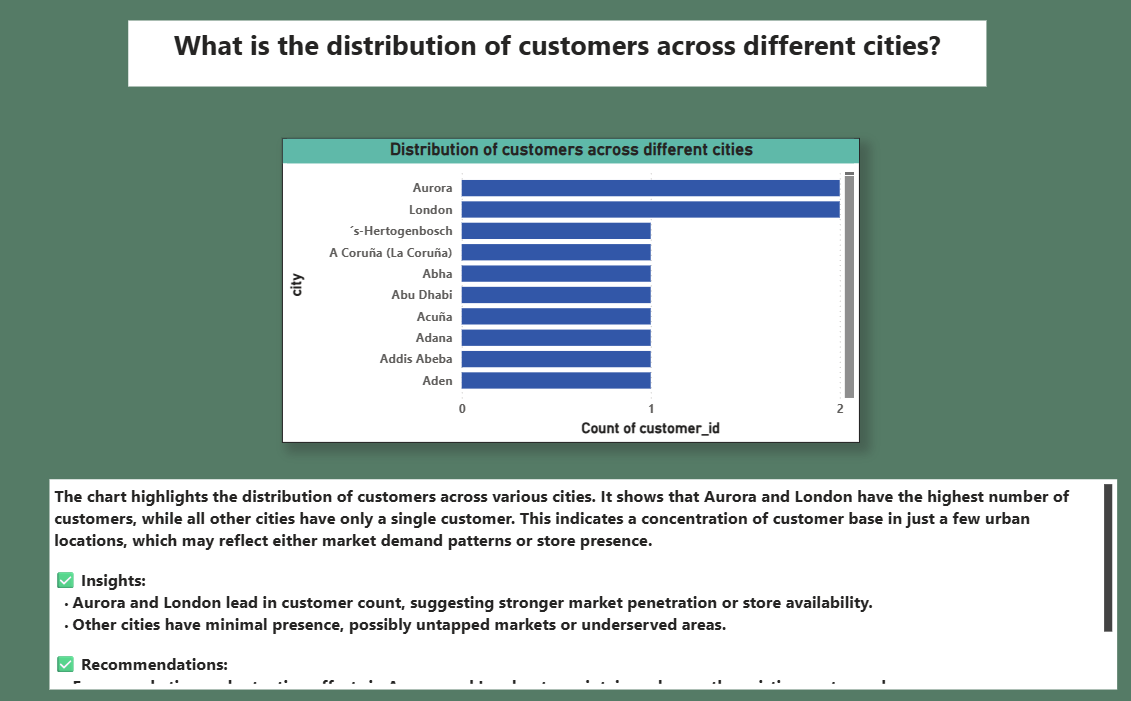 What is the distribution of customers across different cities?
Distribution of customers across different cities
Aurora
London
´s-Hertogenbosch
A Coruña (La Coruña)
Abha
Abu Dhabi
Acuña
Adana
Addis Abeba
Aden
city
0 1 2
Count of customer_id
The chart highlights the distribution of customers across various cities. It shows that Aurora and London have the highest number of
customers, while all other cities have only a single customer. This indicates a concentration of customer base in just a few urban
locations, which may reflect either market demand patterns or store presence.
✅ Insights:
· Aurora and London lead in customer count, suggesting stronger market penetration or store availability.
· Other cities have minimal presence, possibly untapped markets or underserved areas.
✅ Recommendations: